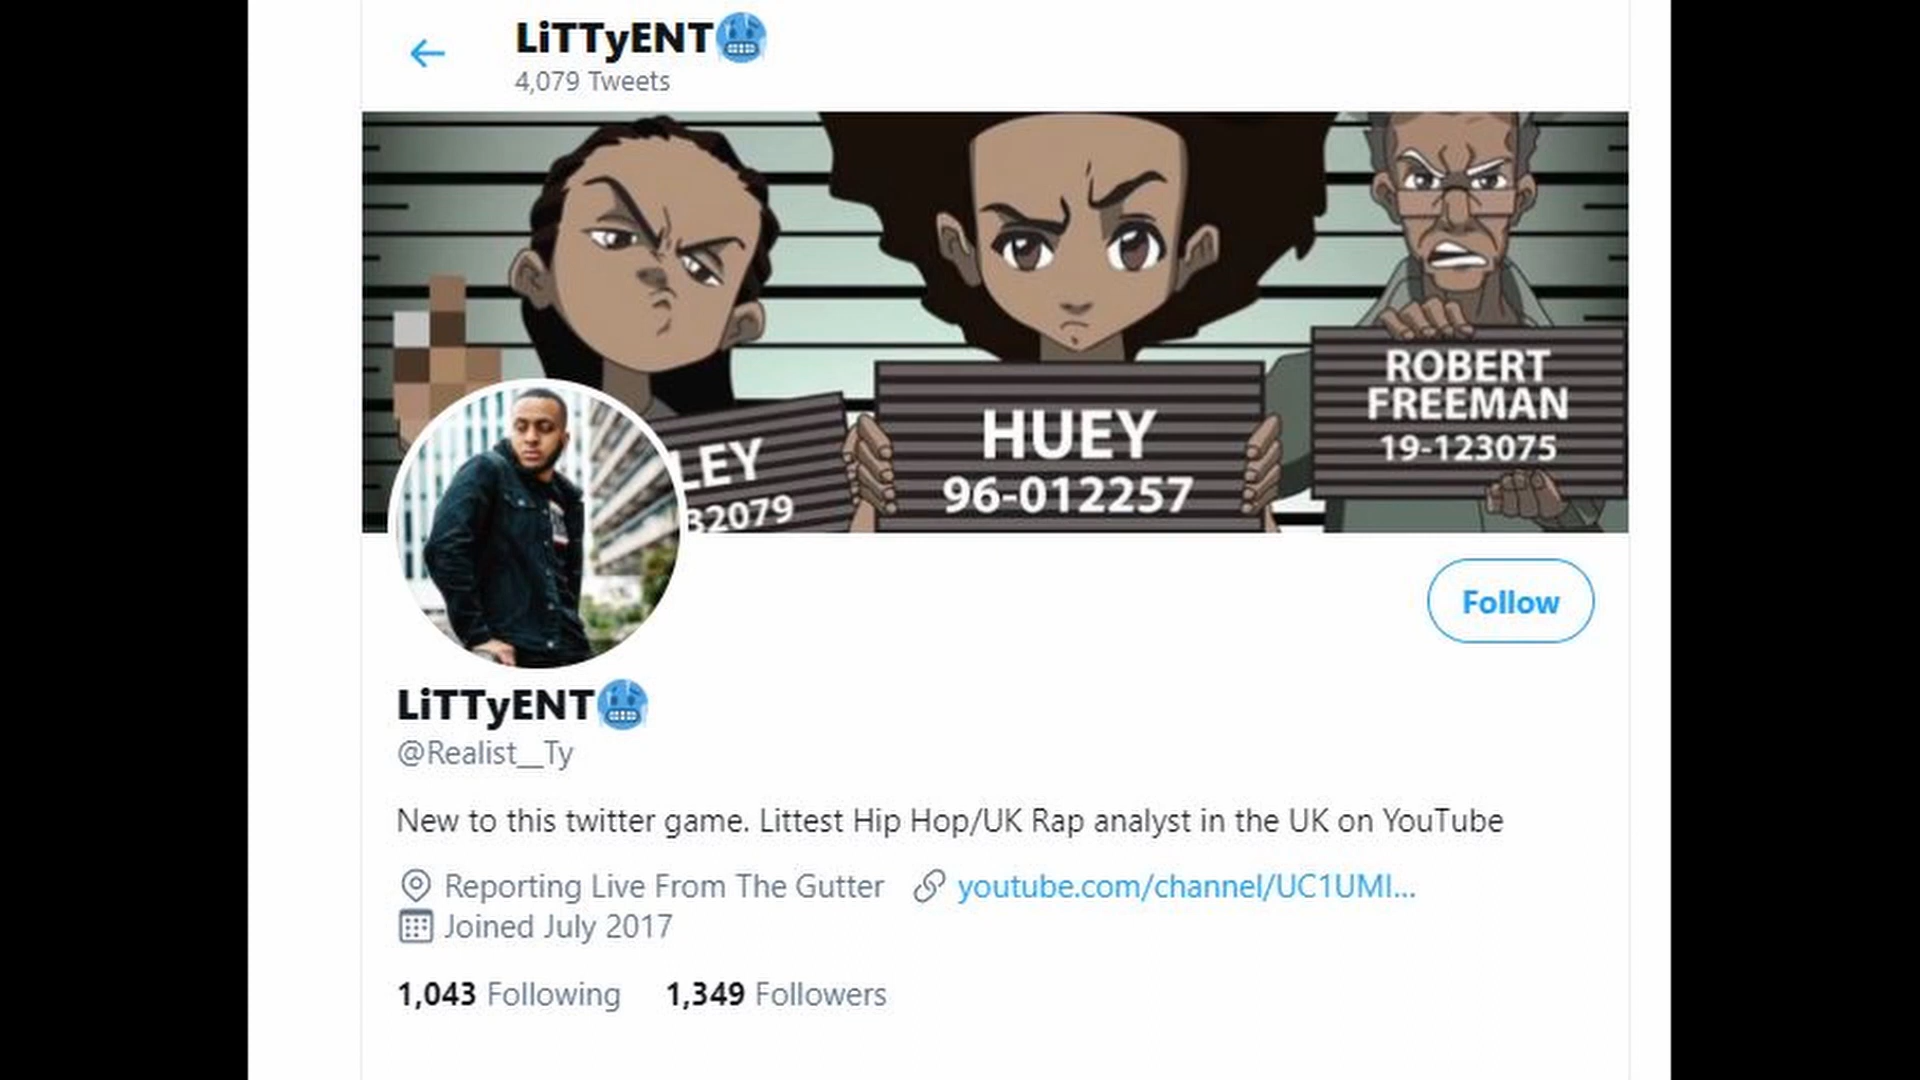 LiTTyENT🥶
4,079 Tweets
LEY
32079
HUEY
96-012257
ROBERT
FREEMAN
19-123075
Follow
LiTTyENT🥶
@Realist__Ty
New to this twitter game. Littest Hip Hop/UK Rap analyst in the UK on YouTube
Reporting Live From The Gutter youtube.com/channel/UC1UMI...
Joined July 2017
1,043 Following 1,349 Followers